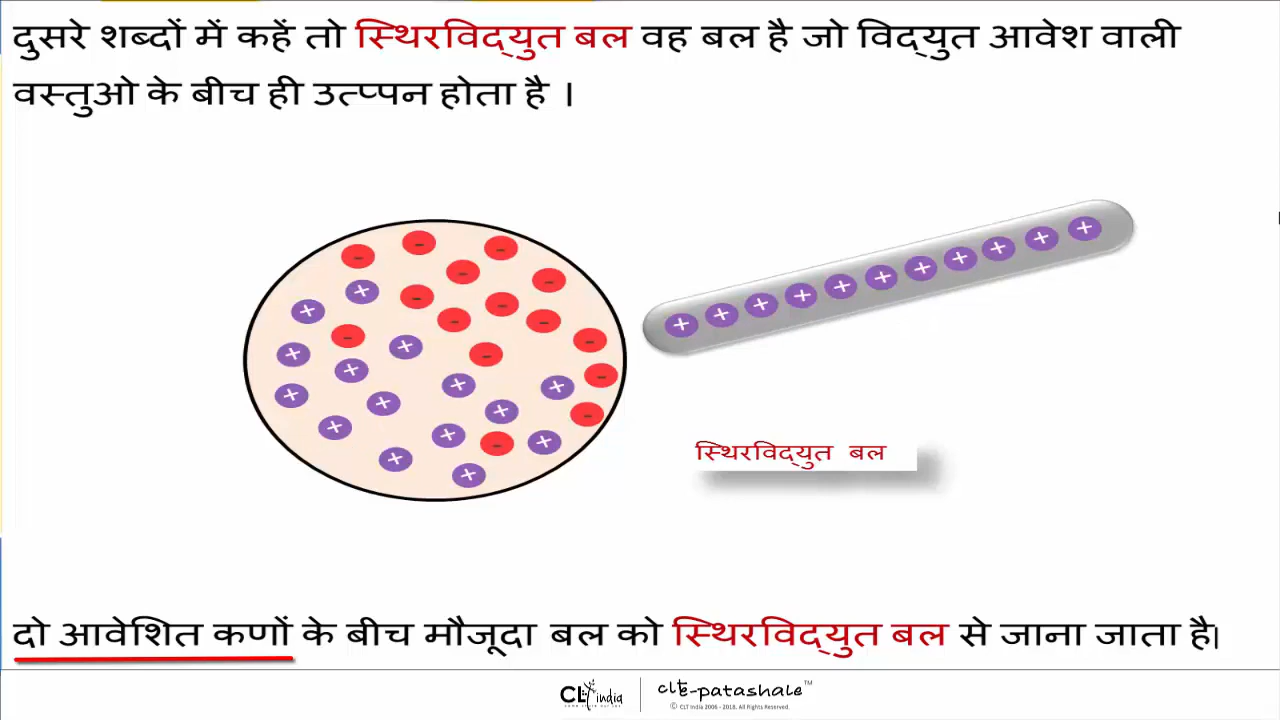 दुसरे शब्दों में कहें तो स्थिरविद्युत बल वह बल है जो विद्युत आवेश वाली
वस्तुओ के बीच ही उत्प्पन होता है ।
स्थिरविद्युत बल
दो आवेशित कणों के बीच मौजूदा बल को स्थिरविद्युत बल से जाना जाता है|
CLT india
clte-patashale™
© CLT India 2006 - 2018. All Rights Reserved.